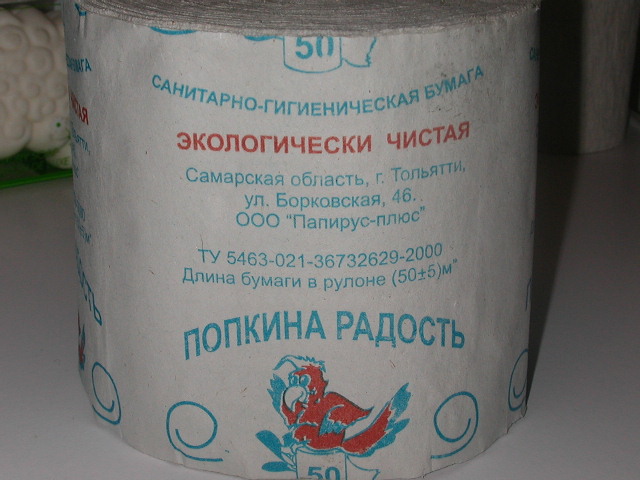 50
САНИТАРНО-ГИГИЕНИЧЕСКАЯ БУМАГА
ЭКОЛОГИЧЕСКИ ЧИСТАЯ
Самарская область, г. Тольятти,
ул. Борковская, 46.
ООО "Папирус-плюс"
ТУ 5463-021-36732629-2000
Длина бумаги в рулоне (50±5)м"
ПОПКИНА РАДОСТЬ
50